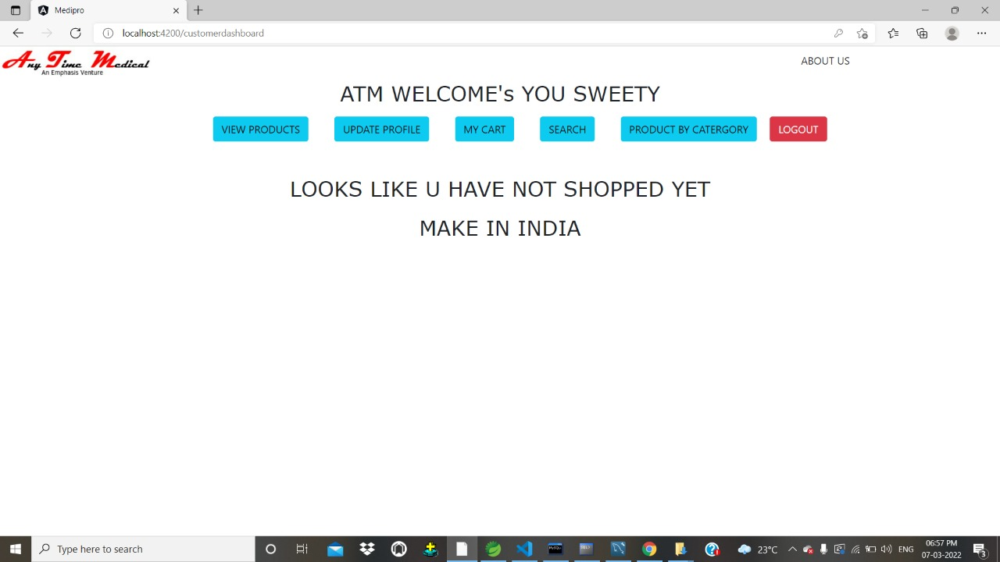 Medipro
localhost:4200/customerdashboard
Any Time Medical
An Emphasis Venture
ABOUT US
ATM WELCOME's YOU SWEETY
VIEW PRODUCTS UPDATE PROFILE MY CART SEARCH PRODUCT BY CATERGORY LOGOUT
LOOKS LIKE U HAVE NOT SHOPPED YET
MAKE IN INDIA
Type here to search
23°C
ENG
06:57 PM
07-03-2022
3